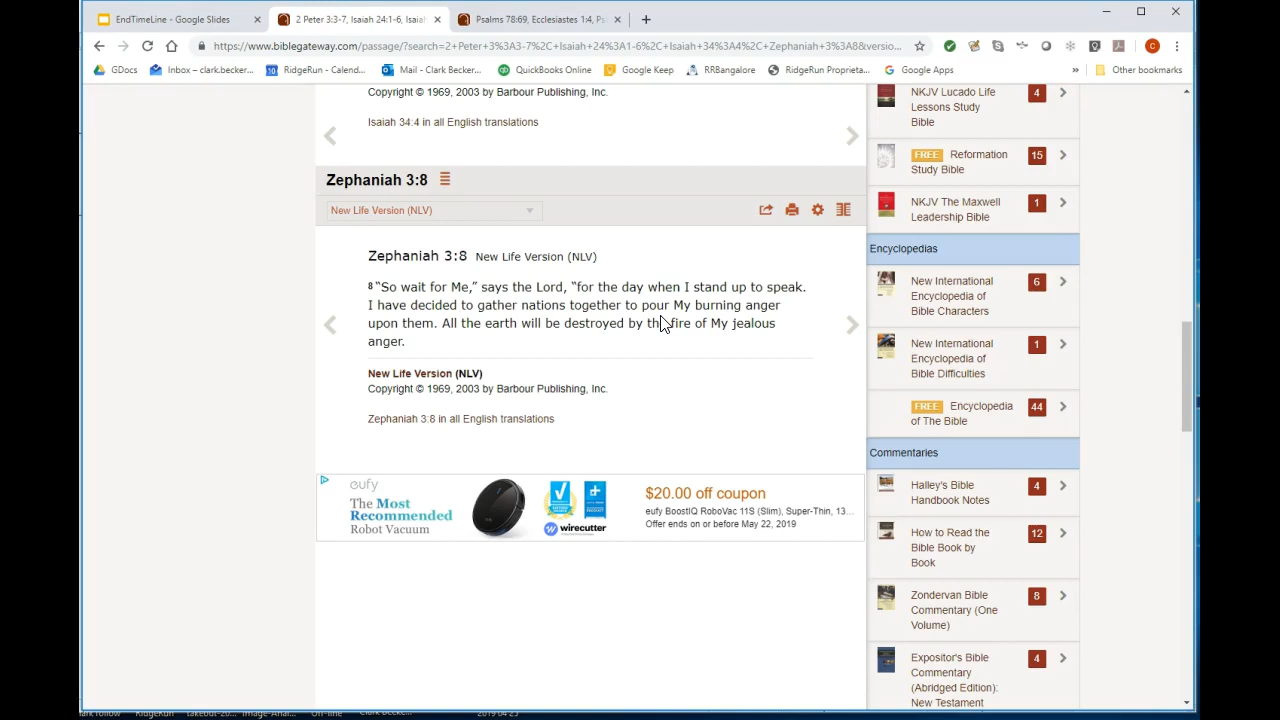 EndTimeLine - Google Slides
2 Peter 3:3-7, Isaiah 24:1-6, Isaiah
Psalms 78:69, Ecclesiastes 1:4, Ps
https://www.biblegateway.com/passage/?search=2+Peter+3%3A3-7%2C+Isaiah+24%3A1-6%2C+Isaiah+34%3A4%2C+Zephaniah+3%3A8&versio...
GDocs
Inbox – clark.becker...
RidgeRun - Calend...
Mail - Clark Becker...
QuickBooks Online
Google Keep
RRBangalore
RidgeRun Proprieta...
Google Apps
»
Other bookmarks
Copyright © 1969, 2003 by Barbour Publishing, Inc.
Isaiah 34:4 in all English translations
Zephaniah 3:8
New Life Version (NLV)
Zephaniah 3:8 New Life Version (NLV)
8 “So wait for Me,” says the Lord, “for the day when I stand up to speak.
I have decided to gather nations together to pour My burning anger
upon them. All the earth will be destroyed by the fire of My jealous
anger.
New Life Version (NLV)
Copyright © 1969, 2003 by Barbour Publishing, Inc.
Zephaniah 3:8 in all English translations
eufy
The Most
Recommended
Robot Vacuum
wirecutter
$20.00 off coupon
eufy BoostIQ RoboVac 11S (Slim), Super-Thin, 13...
Offer ends on or before May 22, 2019
NKJV Lucado Life
Lessons Study
Bible
4
FREE Reformation
Study Bible
15
NKJV The Maxwell
Leadership Bible
1
Encyclopedias
New International
Encyclopedia of
Bible Characters
6
New International
Encyclopedia of
Bible Difficulties
1
FREE Encyclopedia
of The Bible
44
Commentaries
Halley's Bible
Handbook Notes
4
How to Read the
Bible Book by
Book
12
Zondervan Bible
Commentary (One
Volume)
8
Expositor's Bible
Commentary
(Abridged Edition):
New Testament
4